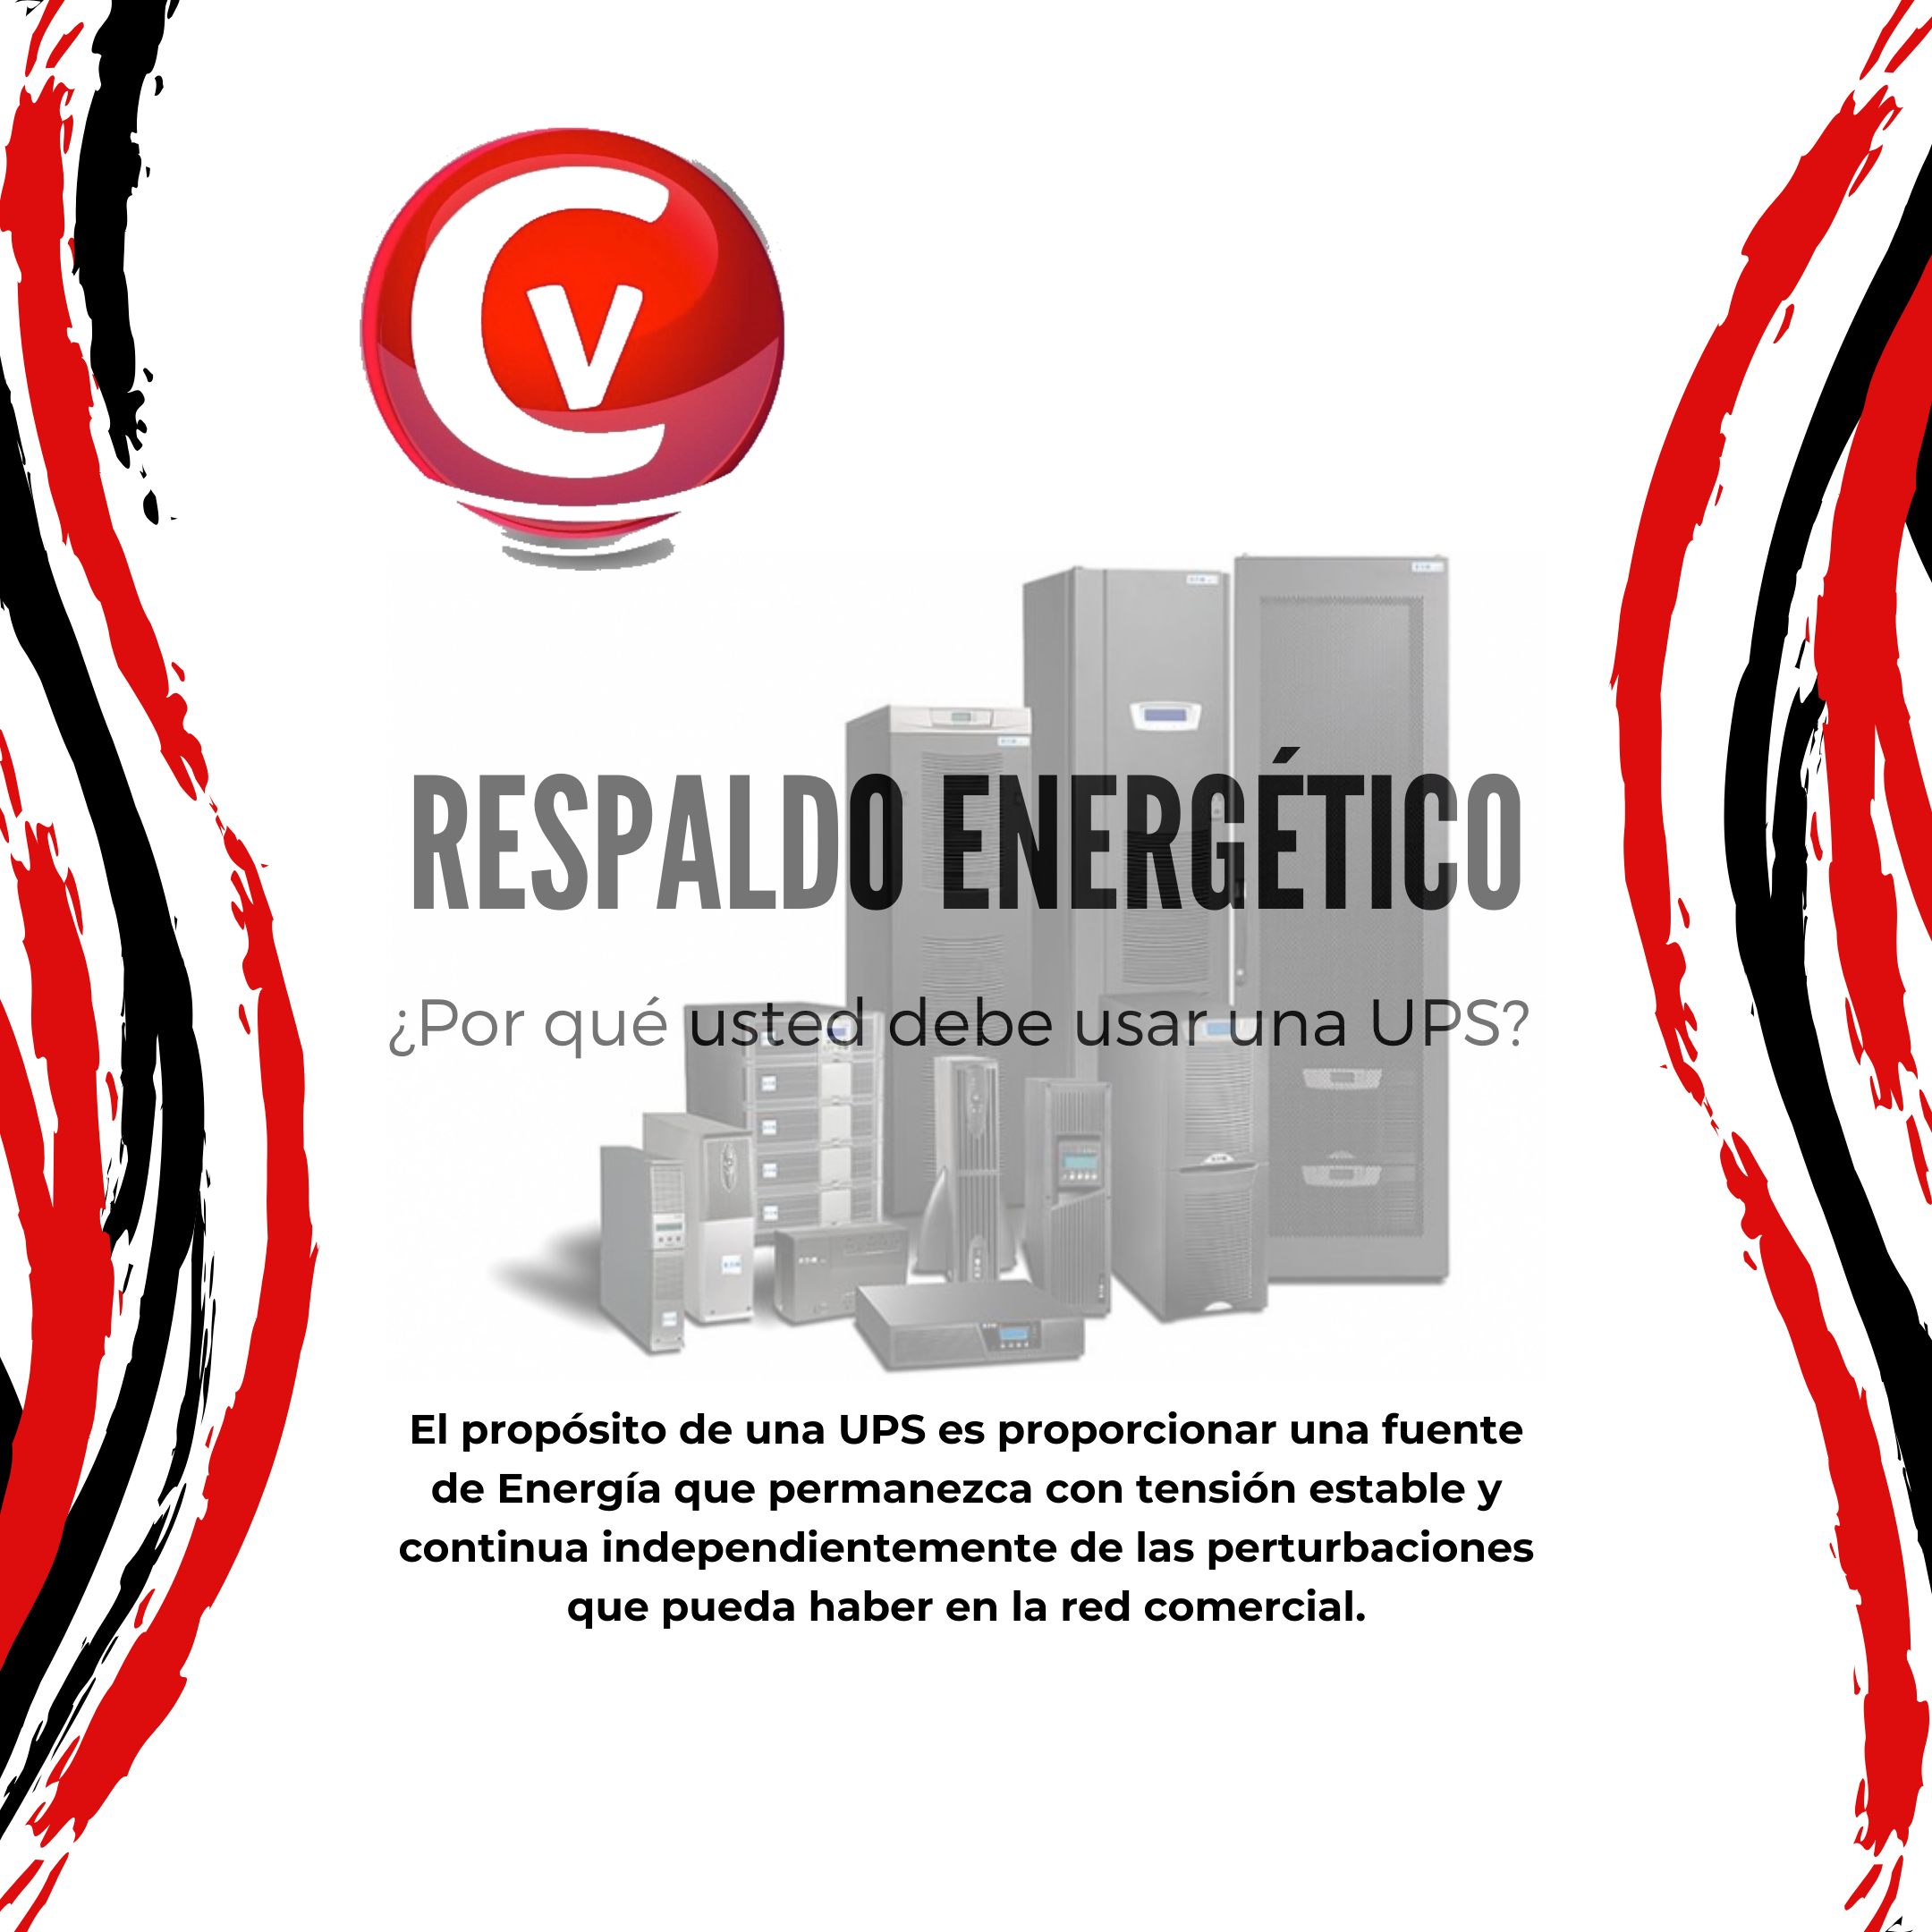 CV
RESPALDO ENERGÉTICO
¿Por qué usted debe usar una UPS?
El propósito de una UPS es proporcionar una fuente
de Energía que permanezca con tensión estable y
continua independientemente de las perturbaciones
que pueda haber en la red comercial.